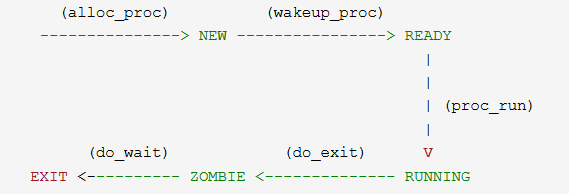 (alloc_proc) (wakeup_proc)
---------------> NEW ----------------> READY
|
|
| (proc_run)
|
(do_wait) (do_exit) V
EXIT <---------- ZOMBIE <-------------- RUNNING